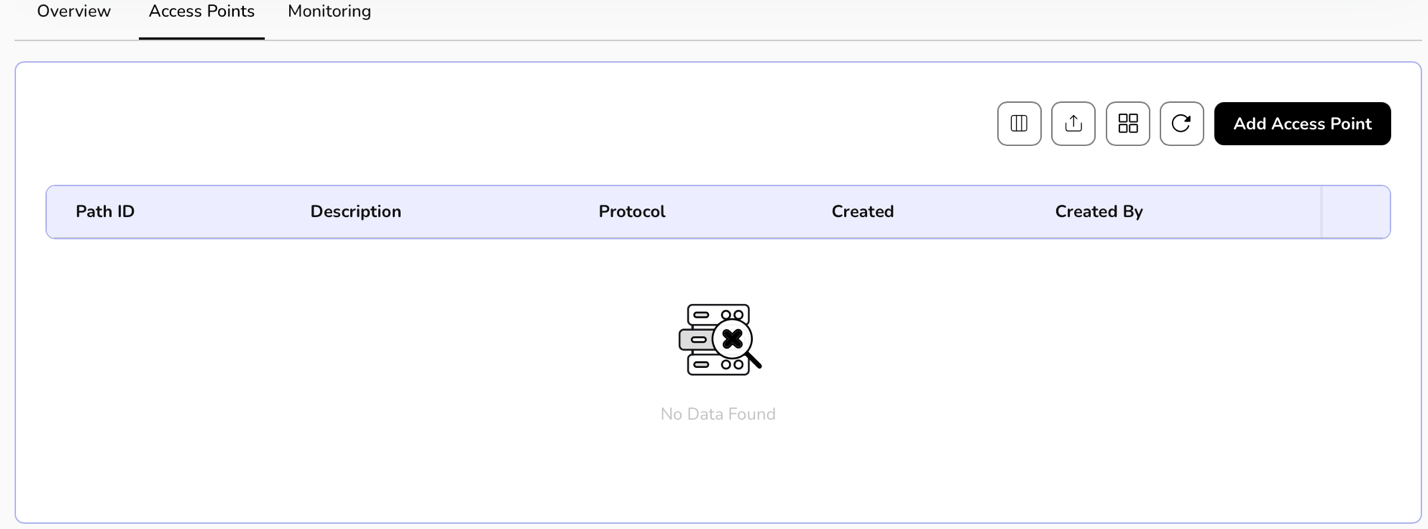 Overview Access Points Monitoring
Add Access Point
Path ID Description Protocol Created Created By
No Data Found